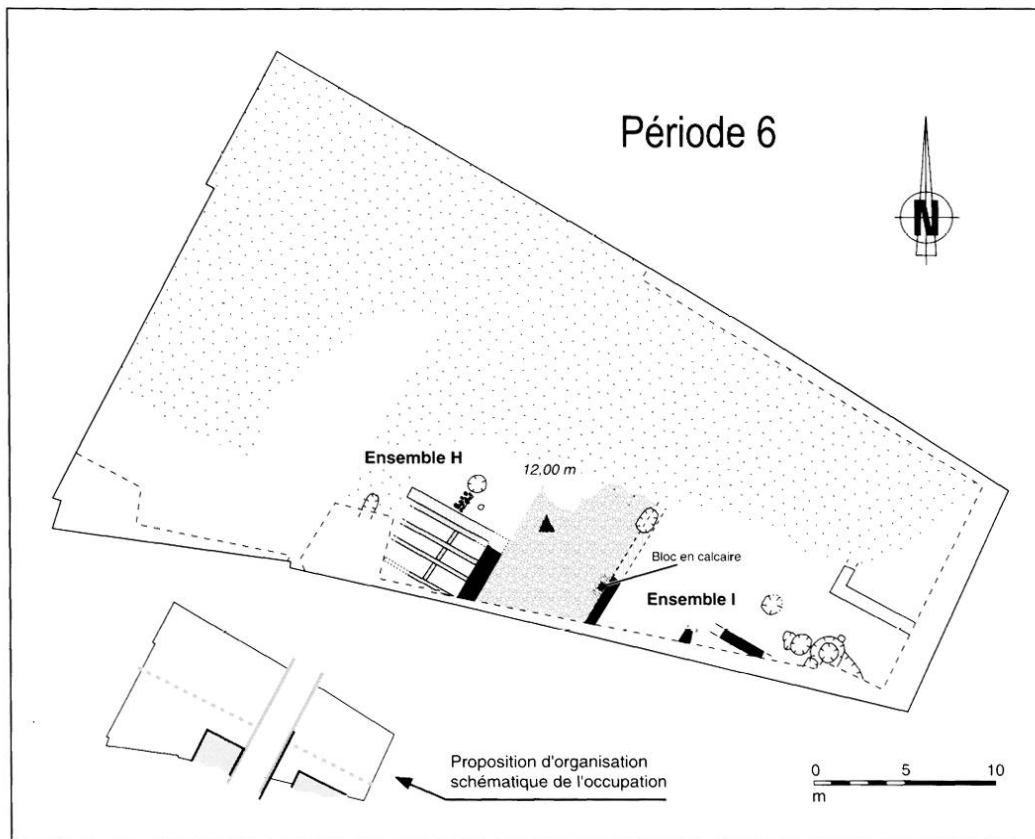 Période 6
N
Ensemble H
12,00 m
Bloc en calcaire
Ensemble I
Proposition d'organisation
schématique de l'occupation
0 5 10
m